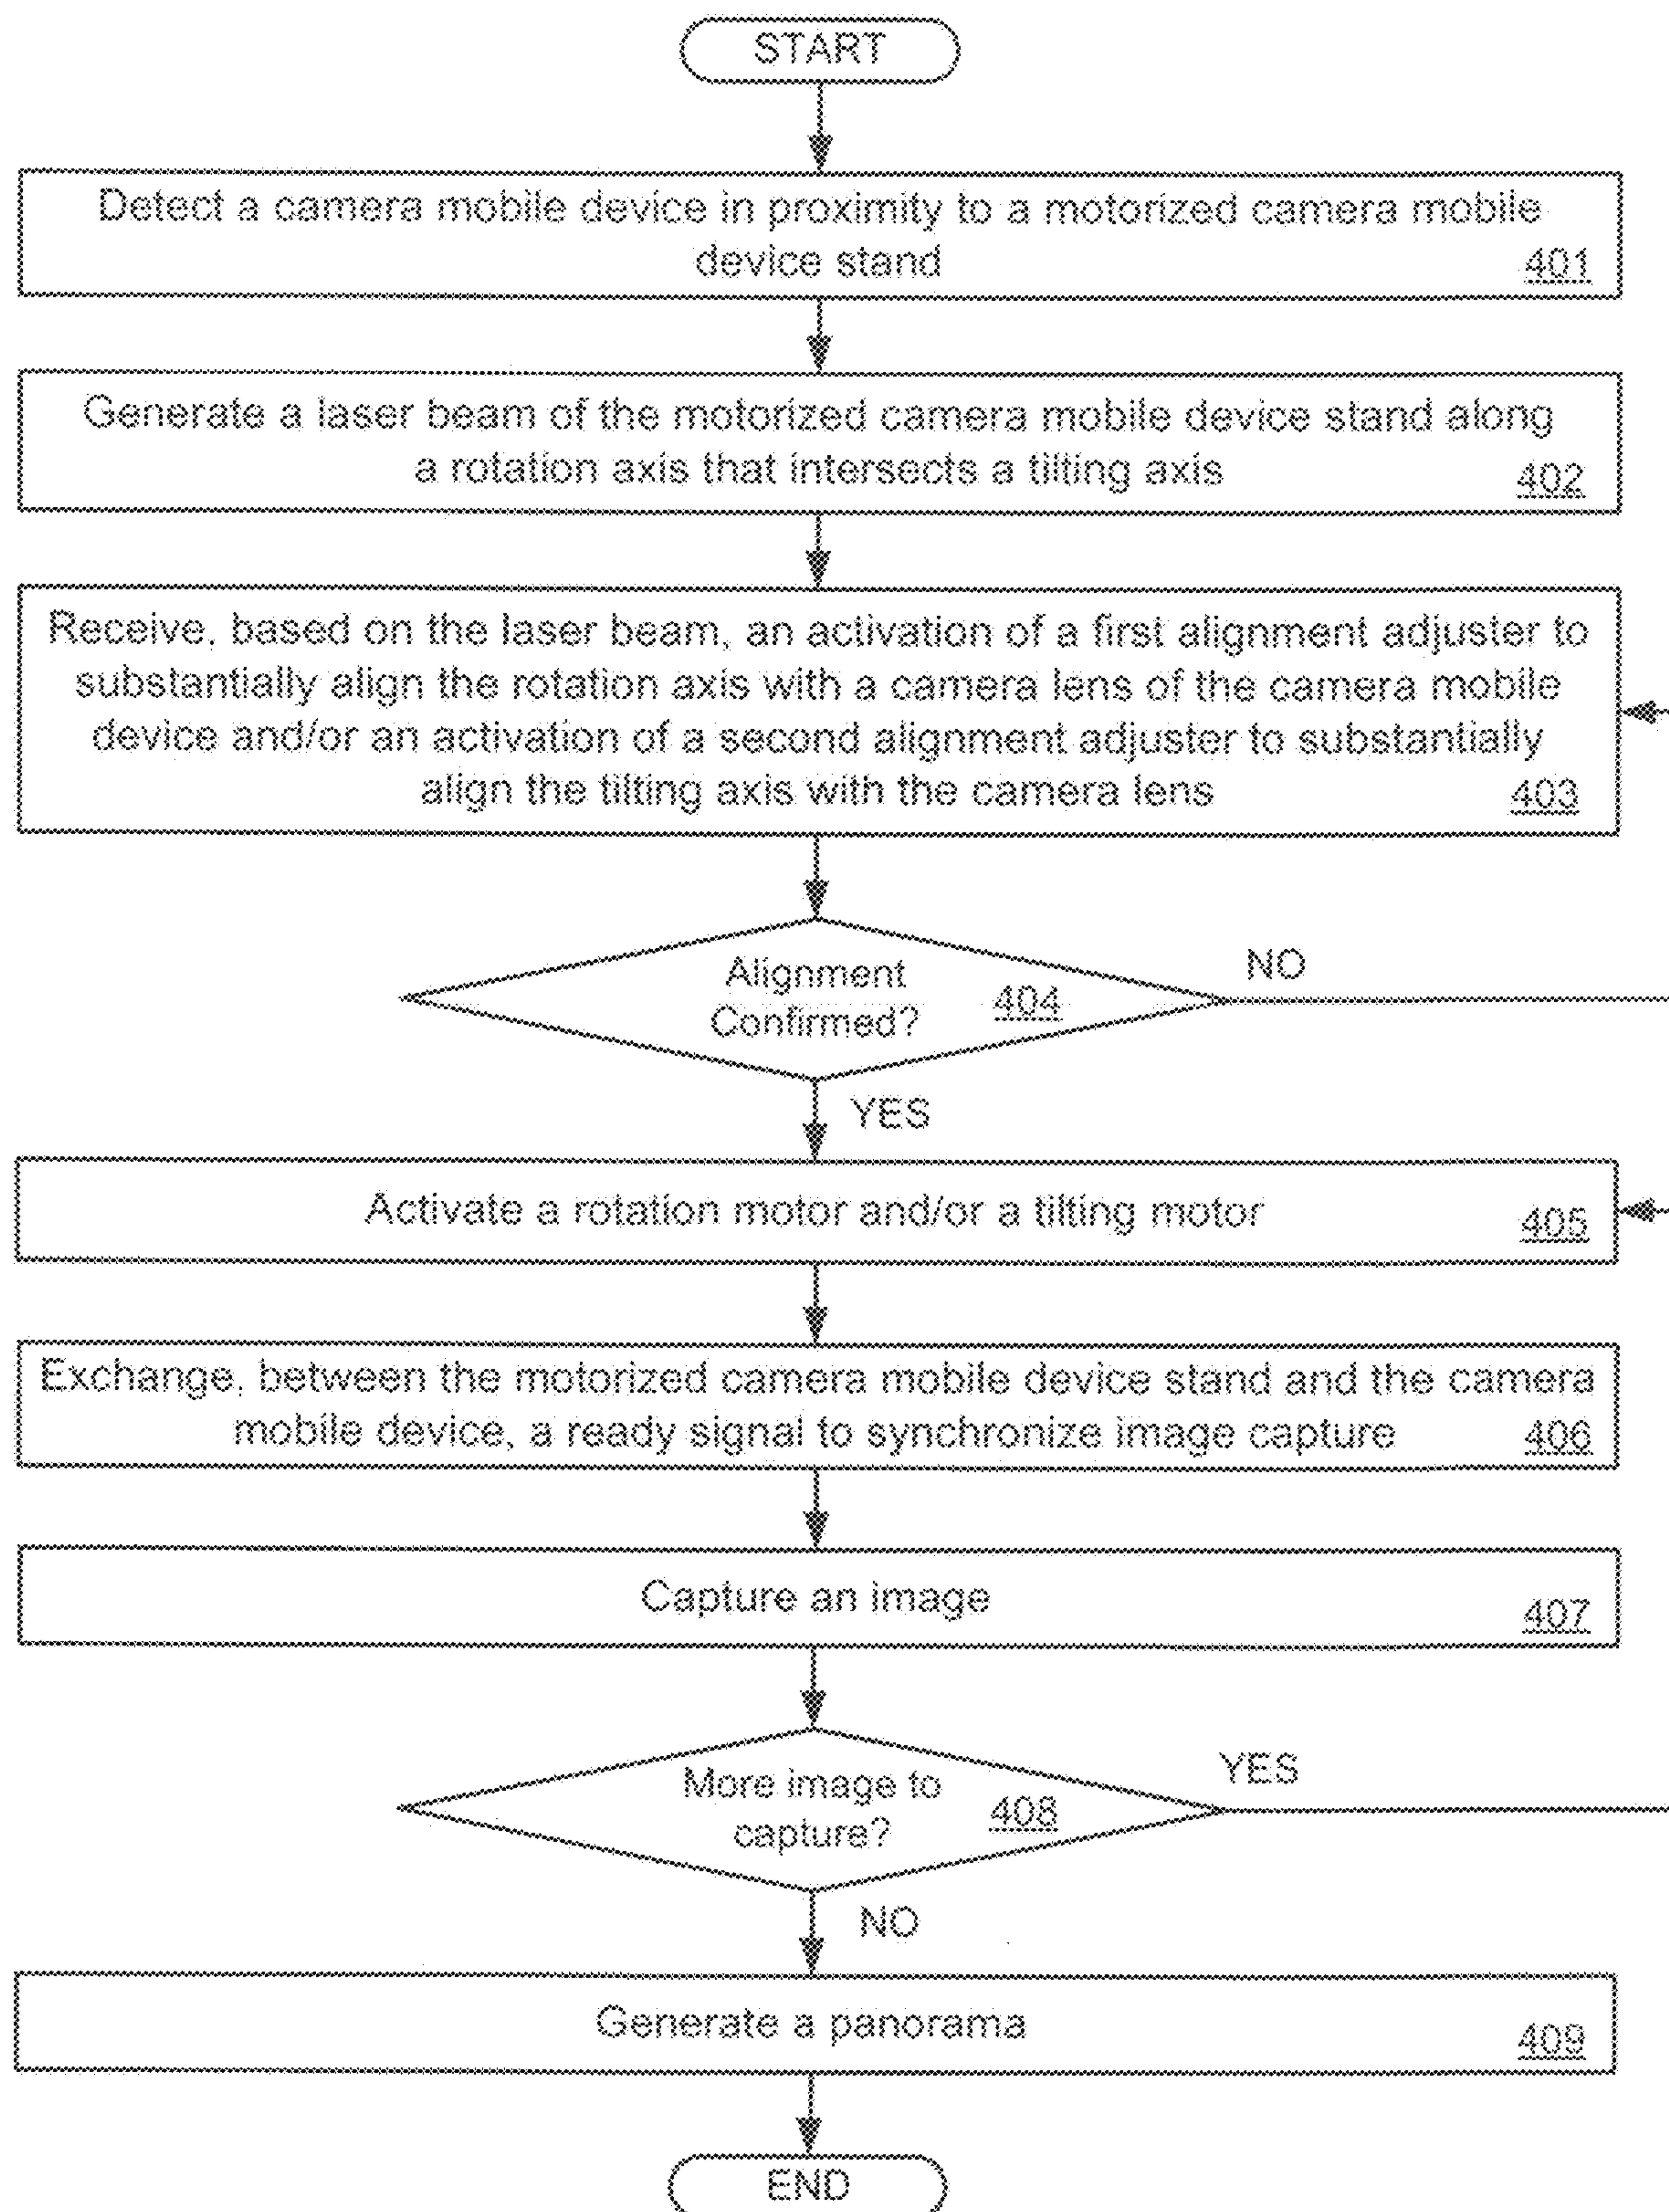 START
Detect a camera mobile device in proximity to a motorized camera mobile
device stand
401
Generate a laser beam of the motorized camera mobile device stand along
a rotation axis that intersects a tilting axis
402
Receive, based on the laser beam, an activation of a first alignment adjuster to
substantially align the rotation axis with a camera lens of the camera mobile
device and/or an activation of a second alignment adjuster to substantially
align the tilting axis with the camera lens
403
Alignment
Confirmed?
404
NO
YES
Activate a rotation motor and/or a tilting motor
405
Exchange, between the motorized camera mobile device stand and the camera
mobile device, a ready signal to synchronize image capture
406
Capture an image
407
More image to
capture?
408
YES
NO
Generate a panorama
409
END